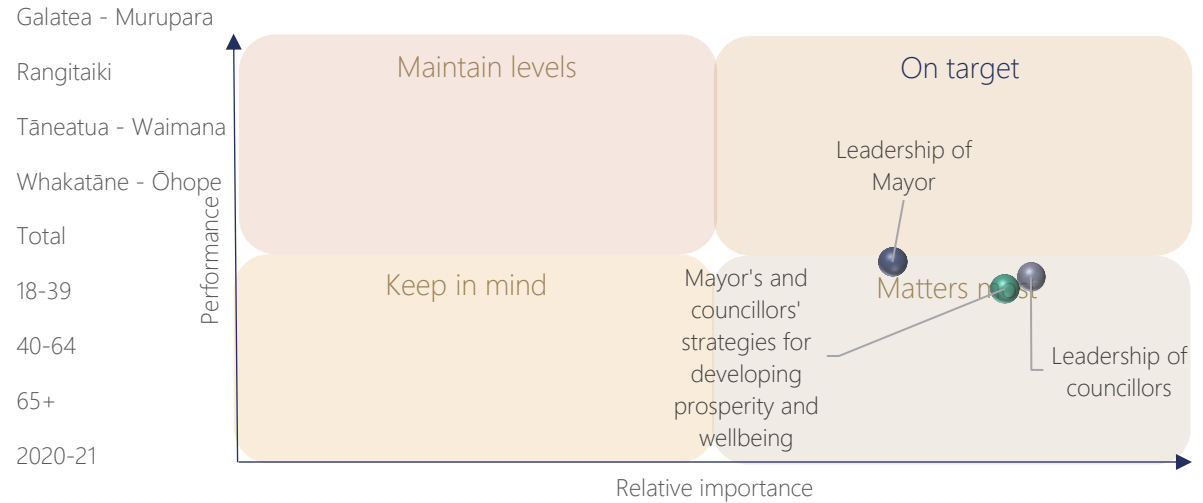 Galatea - Murupara
Rangitaiki
Tāneatua - Waimana
Whakatāne - Ōhope
Total
18-39
40-64
65+
2020-21
Performance
Maintain levels
On target
Leadership of
Mayor
Keep in mind
Matters most
Mayor's and
councillors'
strategies for
developing
prosperity and
wellbeing
Leadership of
councillors
Relative importance